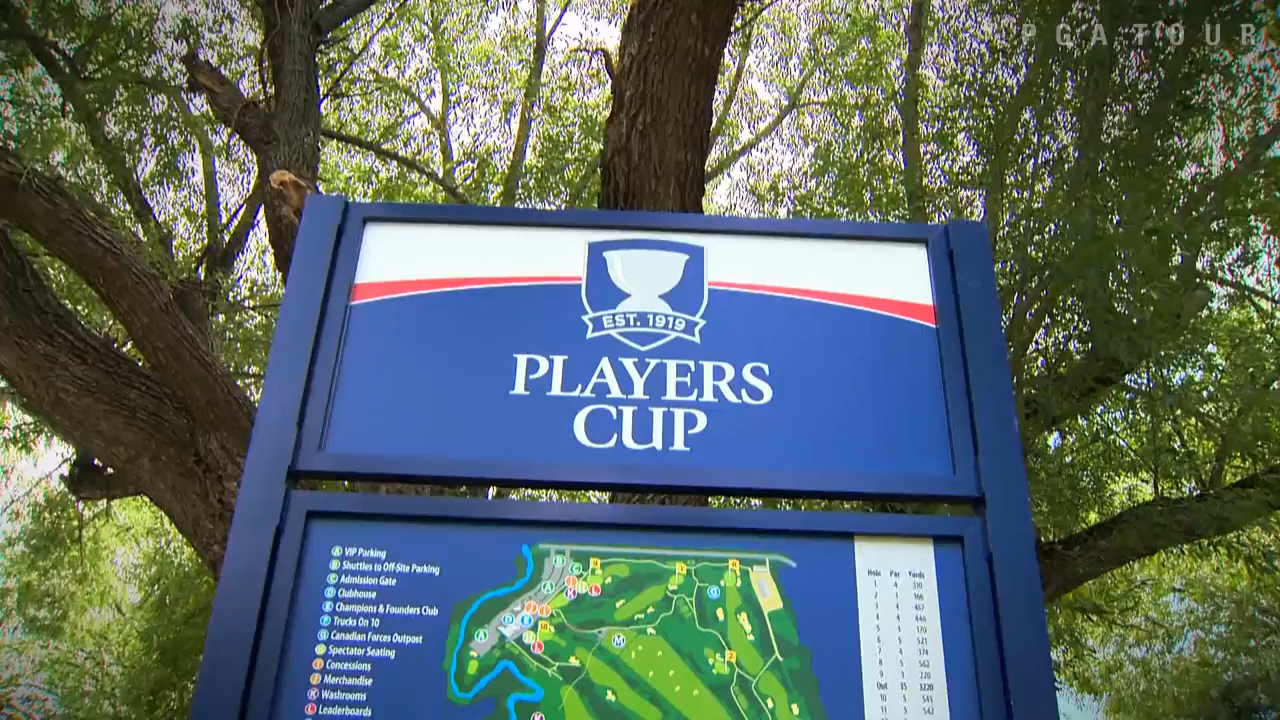 PGA TOUR
EST. 1919
PLAYERS
CUP
A VIP Parking
B Shuttles to Off-Site Parking
C Admission Gate
D Clubhouse
E Champions & Founders Club
F Trucks On 10
G Canadian Forces Outpost
H Spectator Seating
I Concessions
J Merchandise
K Washrooms
L Leaderboards
Hole Par Yards